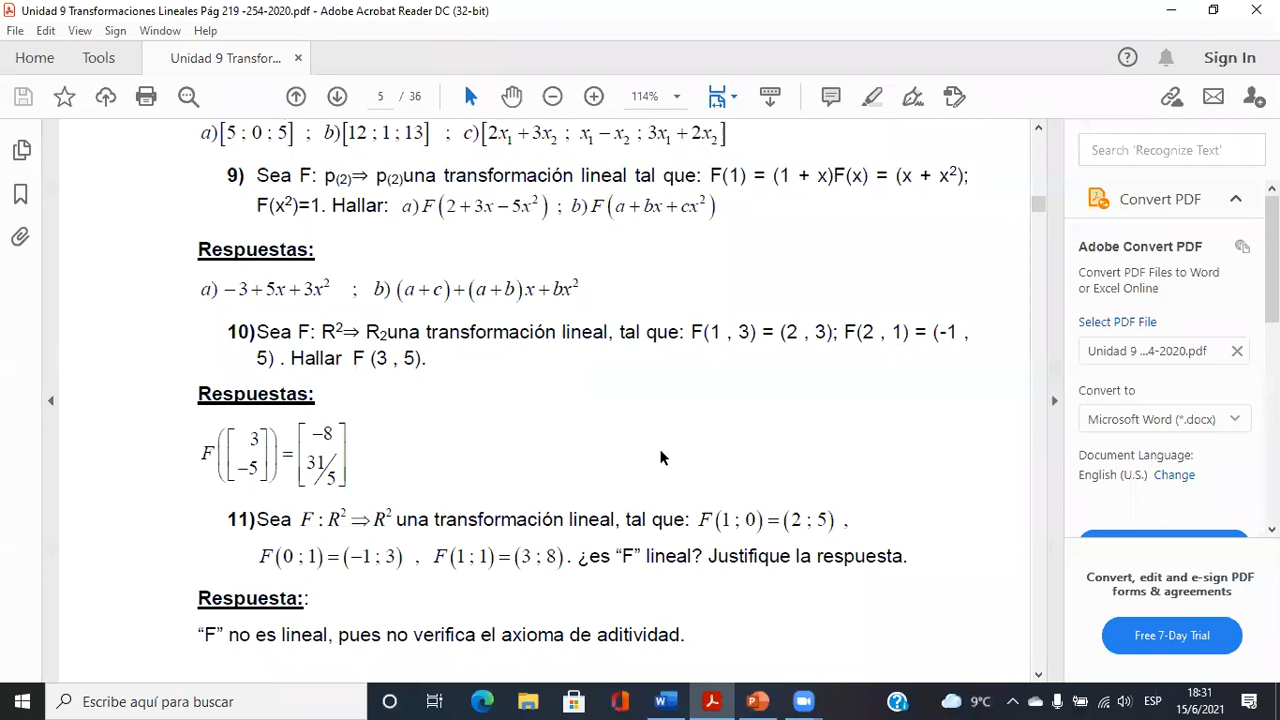 Unidad 9 Transformaciones Lineales Pág 219 -254-2020.pdf - Adobe Acrobat Reader DC (32-bit)
File Edit View Sign Window Help
Home Tools Unidad 9 Transfor... × Sign In
5 / 36 114%
a) [5 ; 0 ; 5] ; b) [12 ; 1 ; 13] ; c) [2x₁ + 3x₂ ; x₁ − x₂ ; 3x₁ + 2x₂]
9) Sea F: p₍₂₎⇒ p₍₂₎una transformación lineal tal que: F(1) = (1 + x)F(x) = (x + x²);
F(x²)=1. Hallar: a) F(2 + 3x − 5x²) ; b) F(a + bx + cx²)
Respuestas:
a) −3 + 5x + 3x² ; b) (a + c) + (a + b)x + bx²
10)Sea F: R²⇒ R₂una transformación lineal, tal que: F(1 , 3) = (2 , 3); F(2 , 1) = (-1 ,
5) . Hallar F (3 , 5).
Respuestas:
F([3 −5]) = [−8 31/5]
11)Sea F : R² ⇒ R² una transformación lineal, tal que: F(1 ; 0) = (2 ; 5) ,
F(0 ; 1) = (−1 ; 3) , F(1 ; 1) = (3 ; 8) . ¿es “F” lineal? Justifique la respuesta.
Respuesta::
“F” no es lineal, pues no verifica el axioma de aditividad.
Search 'Recognize Text'
Convert PDF
Adobe Convert PDF
Convert PDF Files to Word
or Excel Online
Select PDF File
Unidad 9 ...4-2020.pdf
Convert to
Microsoft Word (*.docx)
Document Language:
English (U.S.) Change
Convert, edit and e-sign PDF
forms & agreements
Free 7-Day Trial
Escribe aquí para buscar
9°C ESP
18:31
15/6/2021